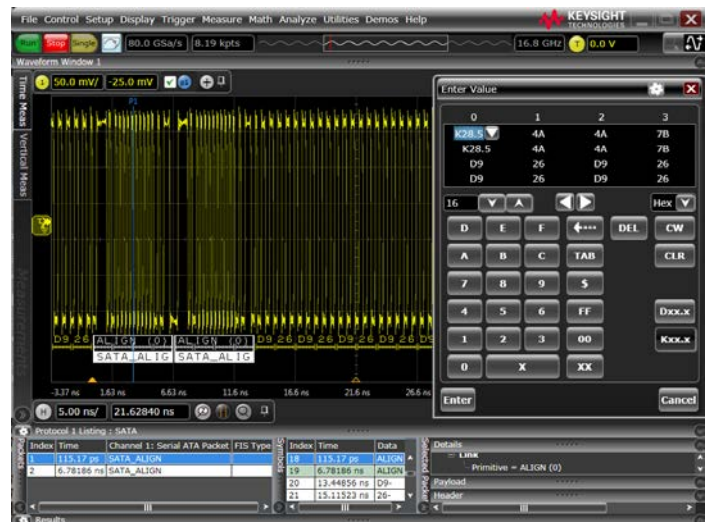 File Control Setup Display Trigger Measure Math Analyze Utilities Demos Help
KEYSIGHT
TECHNOLOGIES
Run Stop Single 80.0 GSa/s 8.19 kpts 16.8 GHz T 0.0 V
Waveform Window 1
1 50.0 mV/ -25.0 mV
Time Meas
Vertical Meas
Measurements
P1
D9 26 ALIGN (0) ALIGN (0) D9 26 D9 26 D9 26 D9 26 D9 26
SATA_ALIG SATA_ALIG
-3.37 ns 1.63 ns 6.63 ns 11.6 ns 16.6 ns 21.6 ns 26.6 ns
H 5.00 ns/ 21.62840 ns
Enter Value
0 1 2 3
K28.5 4A 4A 7B
K28.5 4A 4A 7B
D9 26 D9 26
D9 26 D9 26
16 Hex
D E F DEL CW
A B C TAB CLR
7 8 9 $
4 5 6 FF Dxx.x
1 2 3 00 Kxx.x
0 X XX
Enter Cancel
Protocol 1 Listing : SATA
Packets
Index Time Channel 1: Serial ATA Packet FIS Type
1 115.17 ps SATA_ALIGN
2 6.78186 ns SATA_ALIGN
Symbols
Index Time Data
18 115.17 ps ALIGN
19 6.78186 ns ALIGN
20 13.44856 ns D9-
21 15.11523 ns 26-
Selected Packet
Details
Link
Primitive = ALIGN (0)
Payload
Header
Results